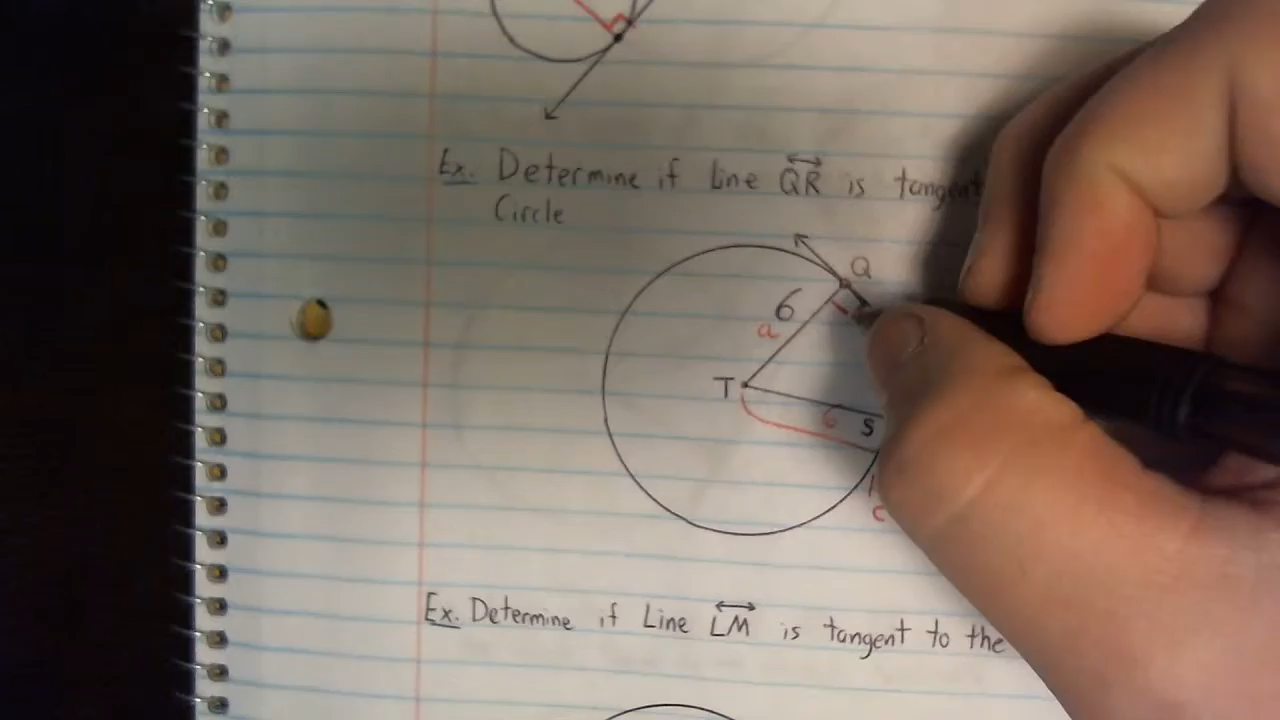 Ex. Determine if Line QR is tangent
Circle
Q
6
a
T
6 S
c
Ex. Determine if Line LM is tangent to the